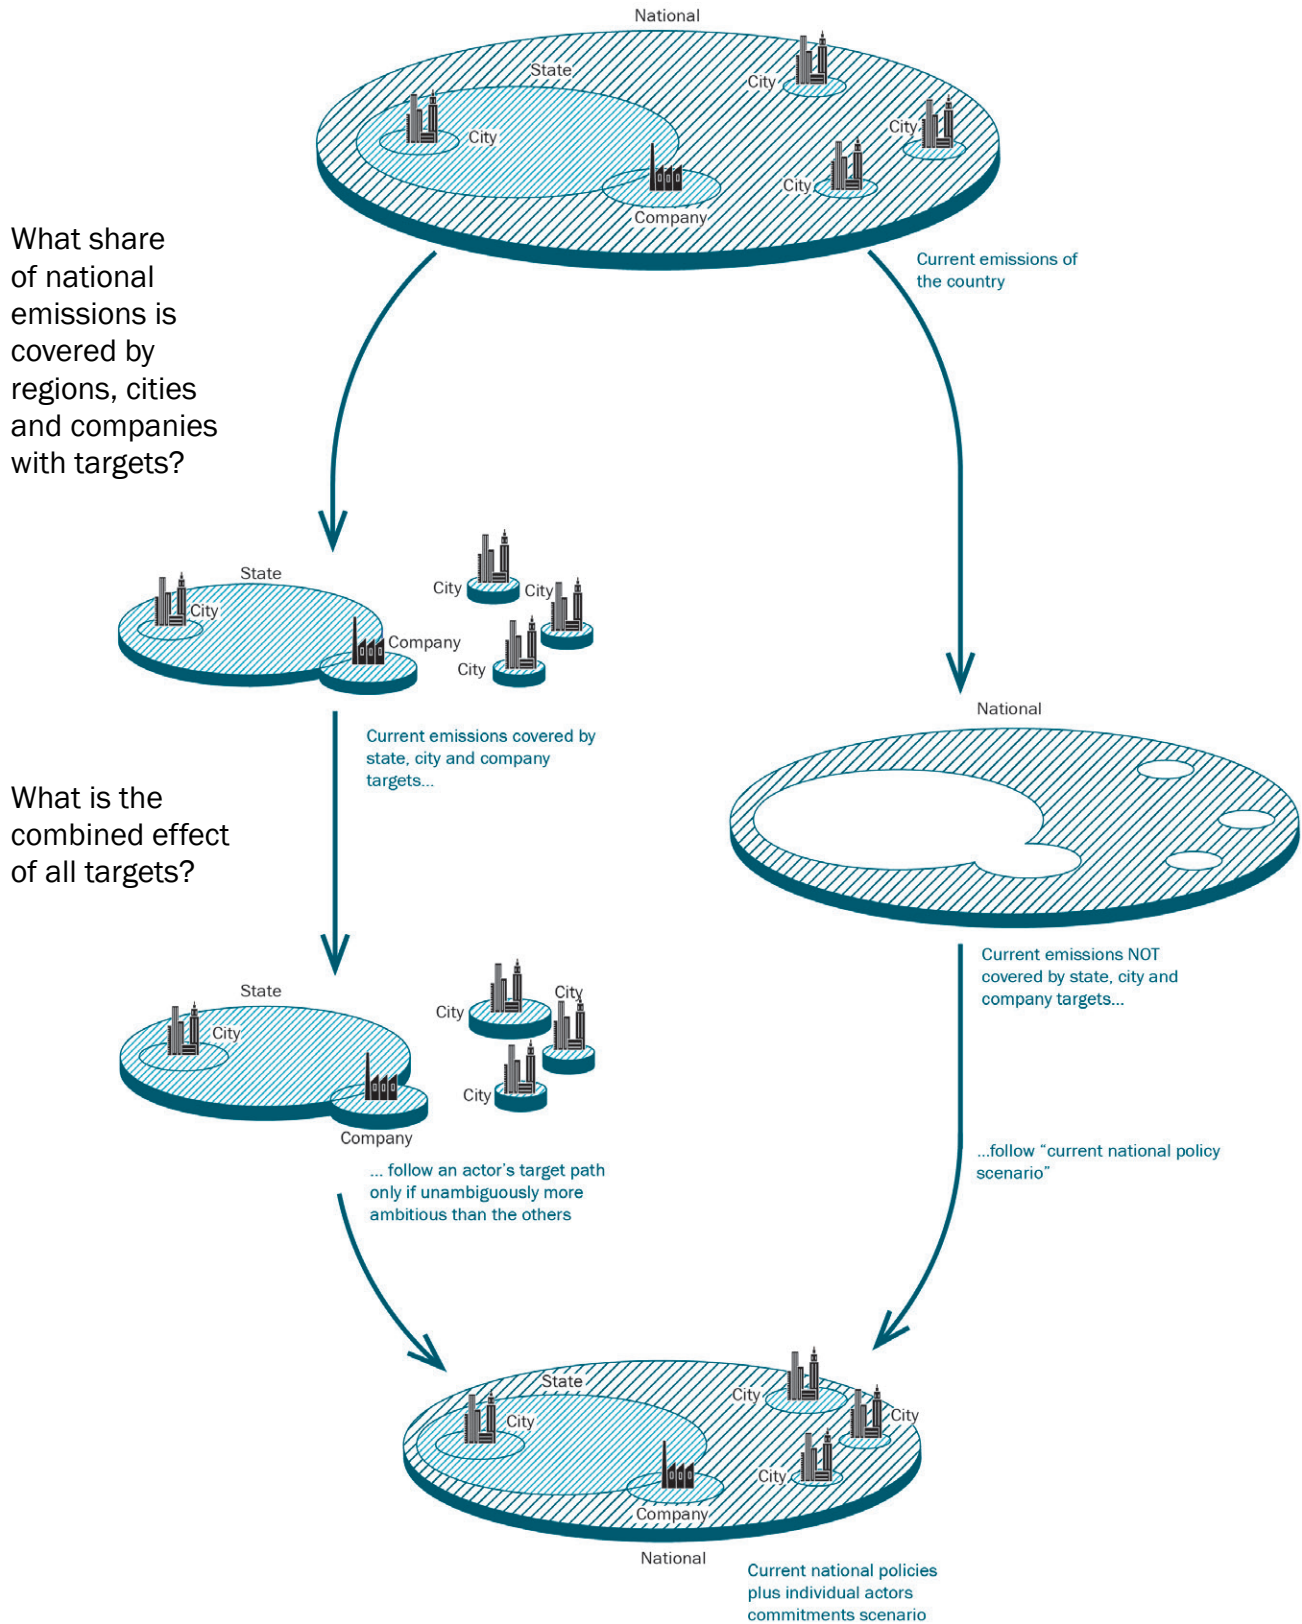 National
State
City
City
City
City
Company
Current emissions of
the country
What share
of national
emissions is
covered by
regions, cities
and companies
with targets?
State
City
Company
City
City
City
Current emissions covered by
state, city and company
targets...
National
What is the
combined effect
of all targets?
Current emissions NOT
covered by state, city and
company targets...
State
City
Company
City
City
City
... follow an actor’s target path
only if unambiguously more
ambitious than the others
...follow “current national policy
scenario”
State
City
City
City
City
Company
National
Current national policies
plus individual actors
commitments scenario